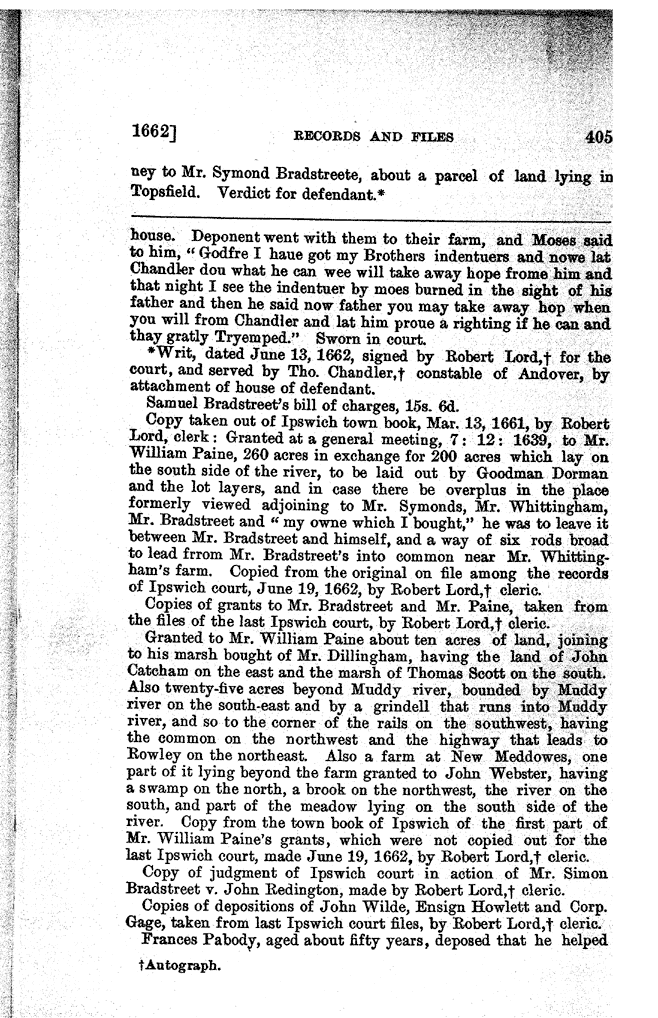 1662] RECORDS AND FILES 405
ney to Mr. Symond Bradstreete, about a parcel of land lying in
Topsfield. Verdict for defendant.*
house. Deponent went with them to their farm, and Moses said
to him, “ Godfre I haue got my Brothers indentuers and nowe lat
Chandler dou what he can wee will take away hope frome him and
that night I see the indentuer by moes burned in the sight of his
father and then he said now father you may take away hop when
you will from Chandler and lat him proue a righting if he can and
thay gratly Tryemped.” Sworn in court.
*Writ, dated June 13, 1662, signed by Robert Lord,† for the
court, and served by Tho. Chandler,† constable of Andover, by
attachment of house of defendant.
Samuel Bradstreet's bill of charges, 15s. 6d.
Copy taken out of Ipswich town book, Mar. 13, 1661, by Robert
Lord, clerk : Granted at a general meeting, 7 : 12 : 1639, to Mr.
William Paine, 260 acres in exchange for 200 acres which lay on
the south side of the river, to be laid out by Goodman Dorman
and the lot layers, and in case there be overplus in the place
formerly viewed adjoining to Mr. Symonds, Mr. Whittingham,
Mr. Bradstreet and “ my owne which I bought,” he was to leave it
between Mr. Bradstreet and himself, and a way of six rods broad
to lead frrom Mr. Bradstreet's into common near Mr. Whitting-
ham's farm. Copied from the original on file among the records
of Ipswich court, June 19, 1662, by Robert Lord,† cleric.
Copies of grants to Mr. Bradstreet and Mr. Paine, taken from
the files of the last Ipswich court, by Robert Lord,† cleric.
Granted to Mr. William Paine about ten acres of land, joining
to his marsh bought of Mr. Dillingham, having the land of John
Catcham on the east and the marsh of Thomas Scott on the south.
Also twenty-five acres beyond Muddy river, bounded by Muddy
river on the south-east and by a grindell that runs into Muddy
river, and so to the corner of the rails on the southwest, having
the common on the northwest and the highway that leads to
Rowley on the northeast. Also a farm at New Meddowes, one
part of it lying beyond the farm granted to John Webster, having
a swamp on the north, a brook on the northwest, the river on the
south, and part of the meadow lying on the south side of the
river. Copy from the town book of Ipswich of the first part of
Mr. William Paine's grants, which were not copied out for the
last Ipswich court, made June 19, 1662, by Robert Lord,† cleric.
Copy of judgment of Ipswich court in action of Mr. Simon
Bradstreet v. John Redington, made by Robert Lord,† cleric.
Copies of depositions of John Wilde, Ensign Howlett and Corp.
Gage, taken from last Ipswich court files, by Robert Lord,† cleric.
Frances Pabody, aged about fifty years, deposed that he helped
†Autograph.